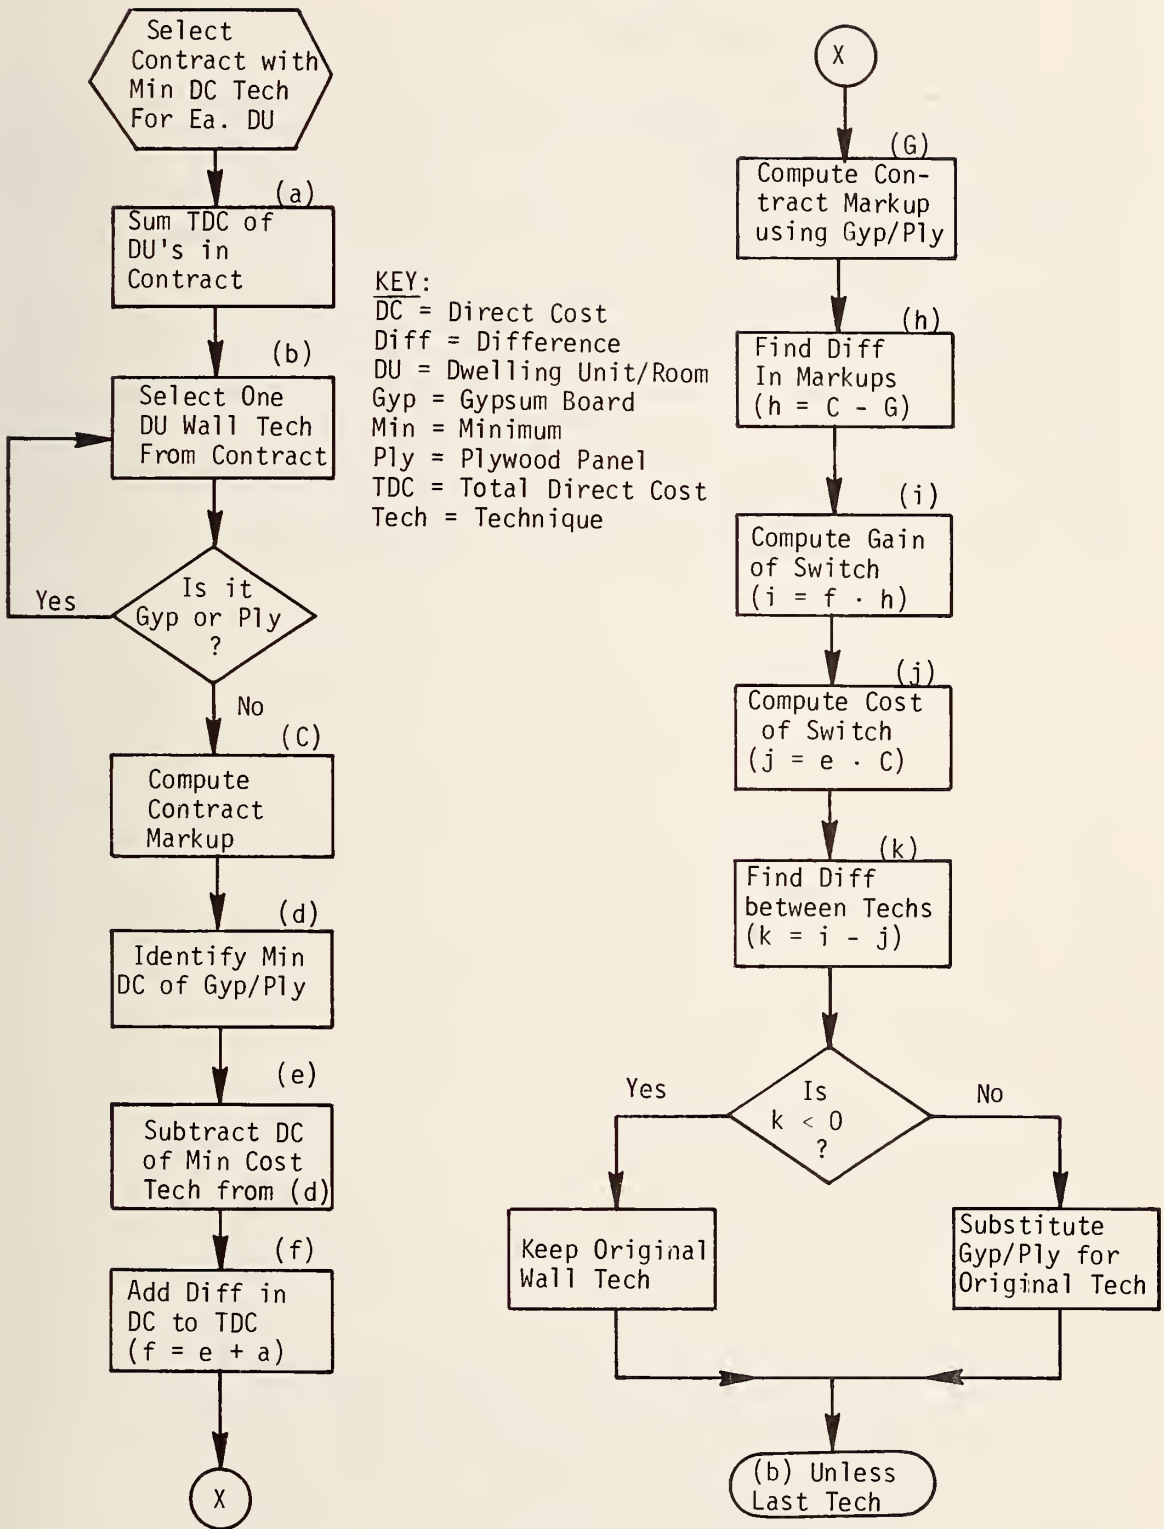 Select
Contract with
Min DC Tech
For Ea. DU
(a)
Sum TDC of
DU's in
Contract
(b)
Select One
DU Wall Tech
From Contract
Is it
Gyp or Ply
?
Yes
No
(C)
Compute
Contract
Markup
(d)
Identify Min
DC of Gyp/Ply
(e)
Subtract DC
of Min Cost
Tech from (d)
(f)
Add Diff in
DC to TDC
(f = e + a)
X
KEY:
DC = Direct Cost
Diff = Difference
DU = Dwelling Unit/Room
Gyp = Gypsum Board
Min = Minimum
Ply = Plywood Panel
TDC = Total Direct Cost
Tech = Technique
X
(G)
Compute Con-
tract Markup
using Gyp/Ply
(h)
Find Diff
In Markups
(h = C - G)
(i)
Compute Gain
of Switch
(i = f · h)
(j)
Compute Cost
of Switch
(j = e · C)
(k)
Find Diff
between Techs
(k = i - j)
Is
k < 0
?
Yes
No
Keep Original
Wall Tech
Substitute
Gyp/Ply for
Original Tech
(b) Unless
Last Tech